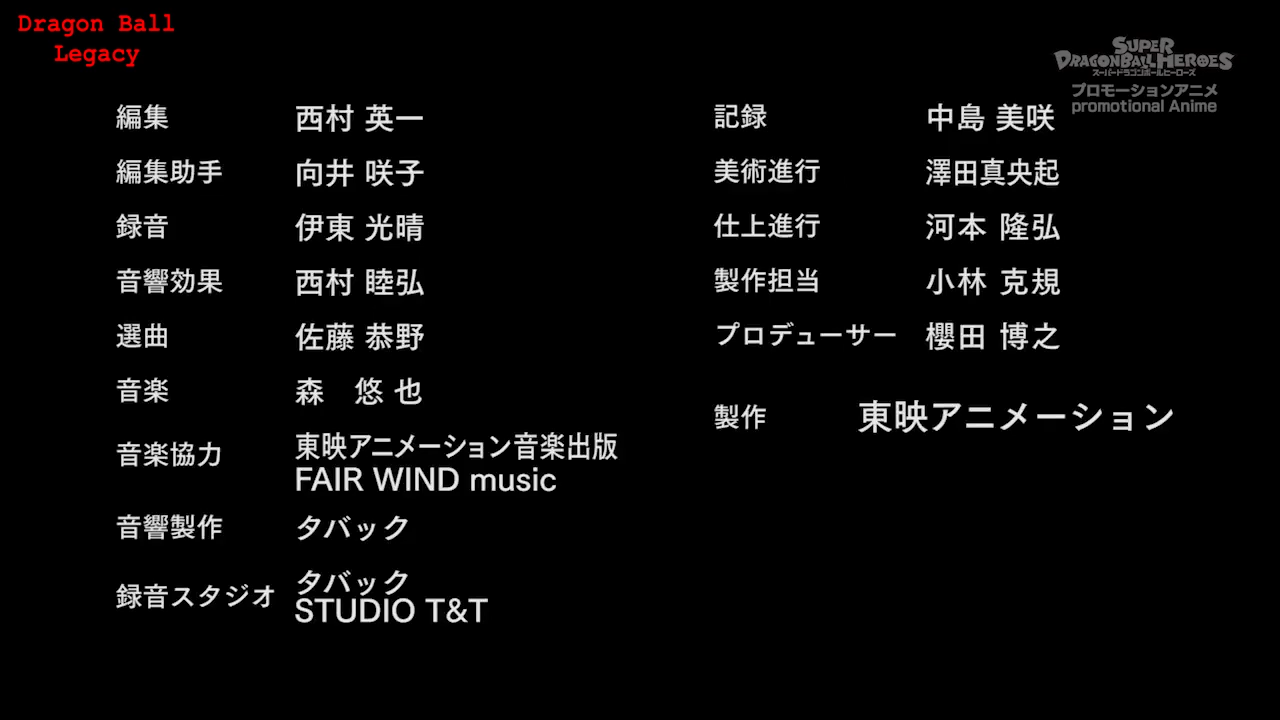 Dragon Ball
Legacy
SUPER
DRAGONBALL HEROES
スーパードラゴンボールヒーローズ
プロモーションアニメ
promotional Anime
編集 西村 英一
編集助手 向井 咲子
録音 伊東 光晴
音響効果 西村 睦弘
選曲 佐藤 恭野
音楽 森 悠也
音楽協力 東映アニメーション音楽出版
FAIR WIND music
音響製作 タバック
録音スタジオ タバック
STUDIO T&T
記録 中島 美咲
美術進行 澤田真央起
仕上進行 河本 隆弘
製作担当 小林 克規
プロデューサー 櫻田 博之
製作 東映アニメーション